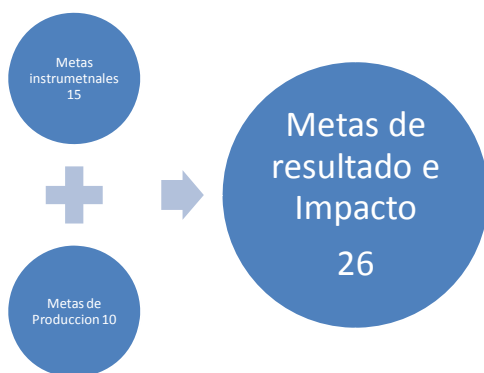 Metas
instrumetnales
15
Metas de
Produccion 10
Metas de
resultado e
Impacto
26